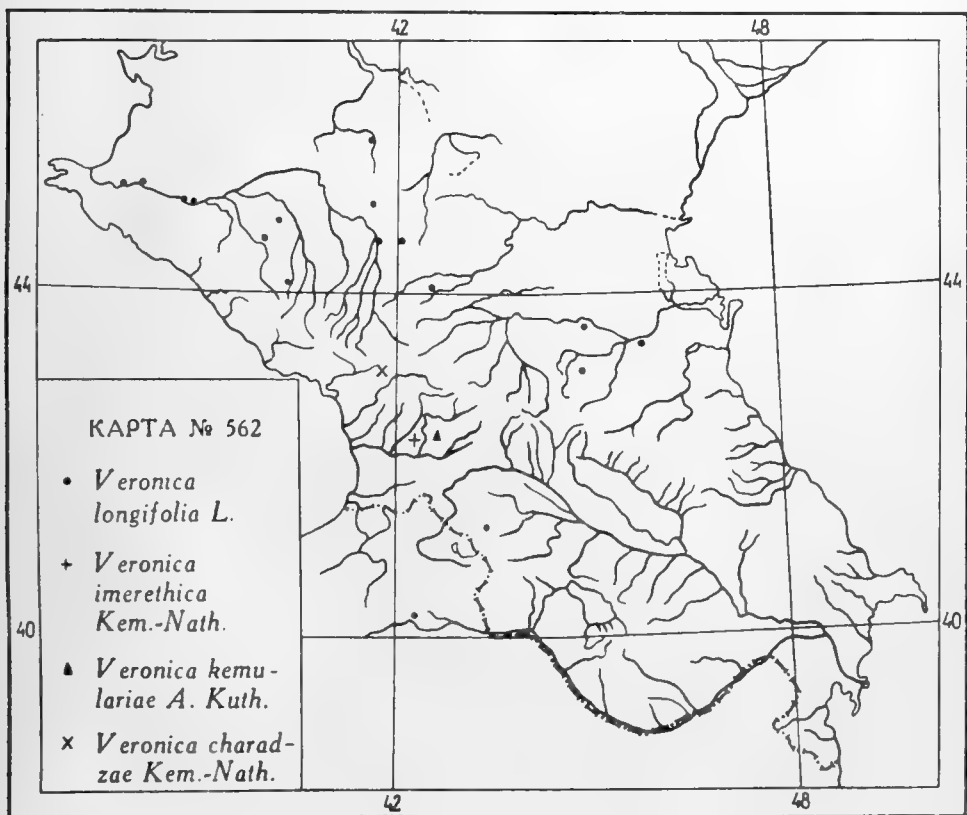 42 48
44 44
КАРТА № 562
Veronica
longifolia L.
Veronica
imerethica
Kem.-Nath.
40 40
Veronica kemu-
lariae A. Kuth.
Veronica charad-
zae Kem.-Nath.
42 48